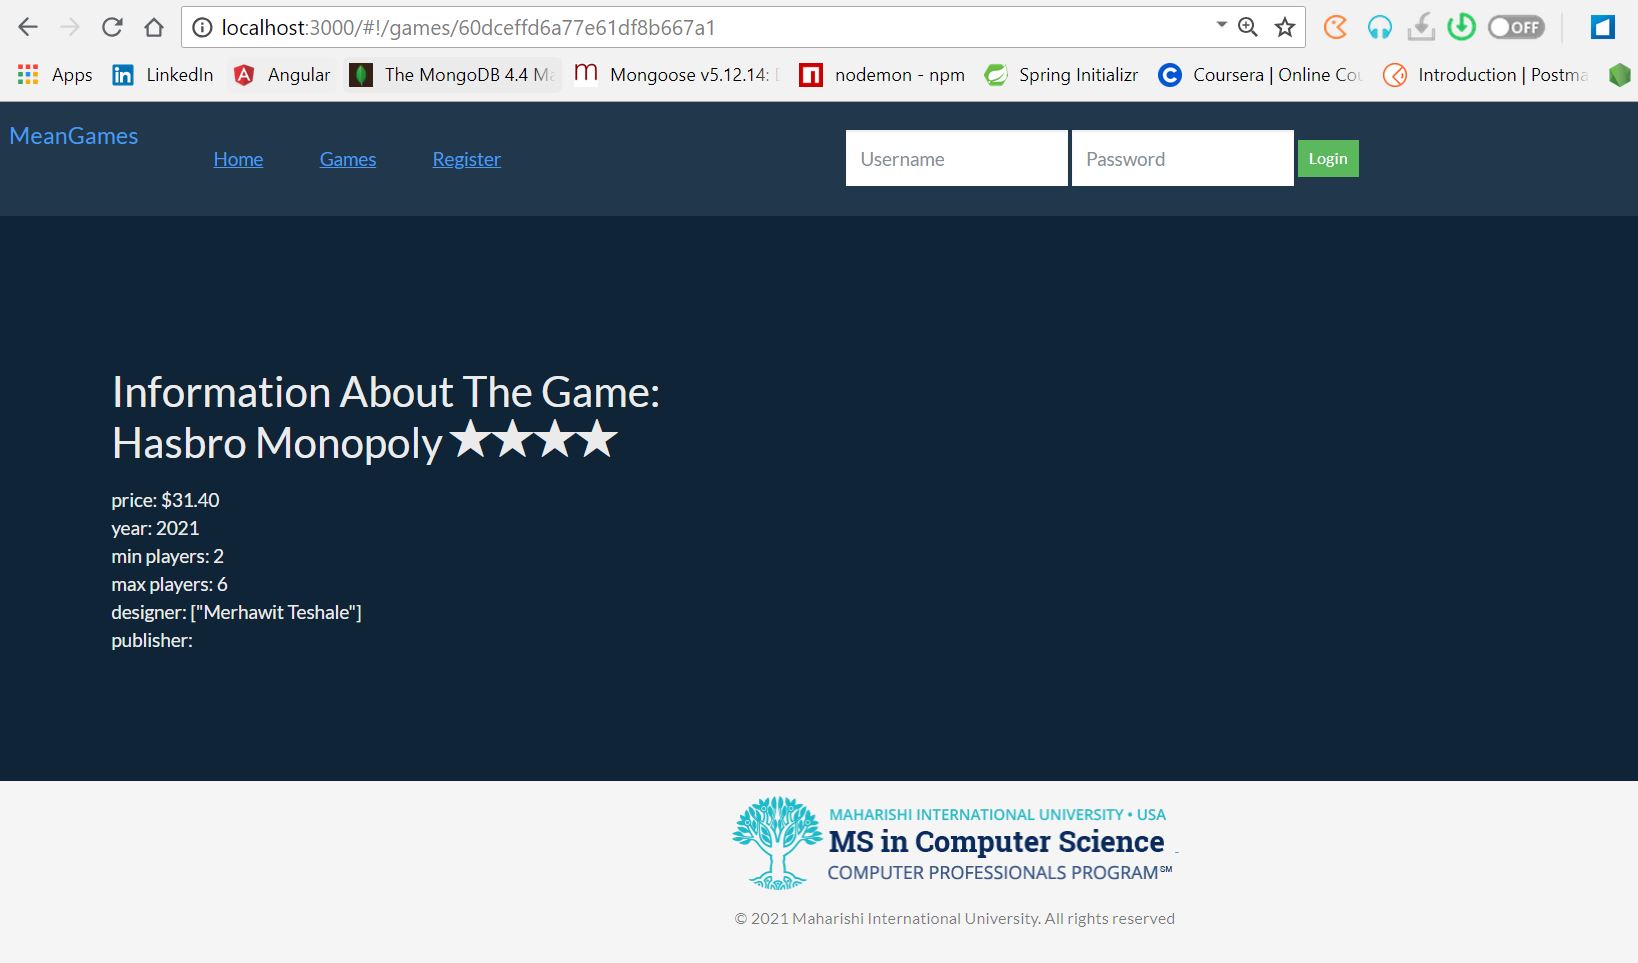 localhost:3000/#!/games/60dceffd6a77e61df8b667a1
OFF
Apps LinkedIn Angular The MongoDB 4.4 Ma Mongoose v5.12.14: nodemon - npm Spring Initializr Coursera | Online Cou Introduction | Postma
MeanGames
Home Games Register Username Password Login
Information About The Game:
Hasbro Monopoly ★★★★
price: $31.40
year: 2021
min players: 2
max players: 6
designer: ["Merhawit Teshale"]
publisher:
MAHARISHI INTERNATIONAL UNIVERSITY • USA
MS in Computer Science
COMPUTER PROFESSIONALS PROGRAM℠
© 2021 Maharishi International University. All rights reserved